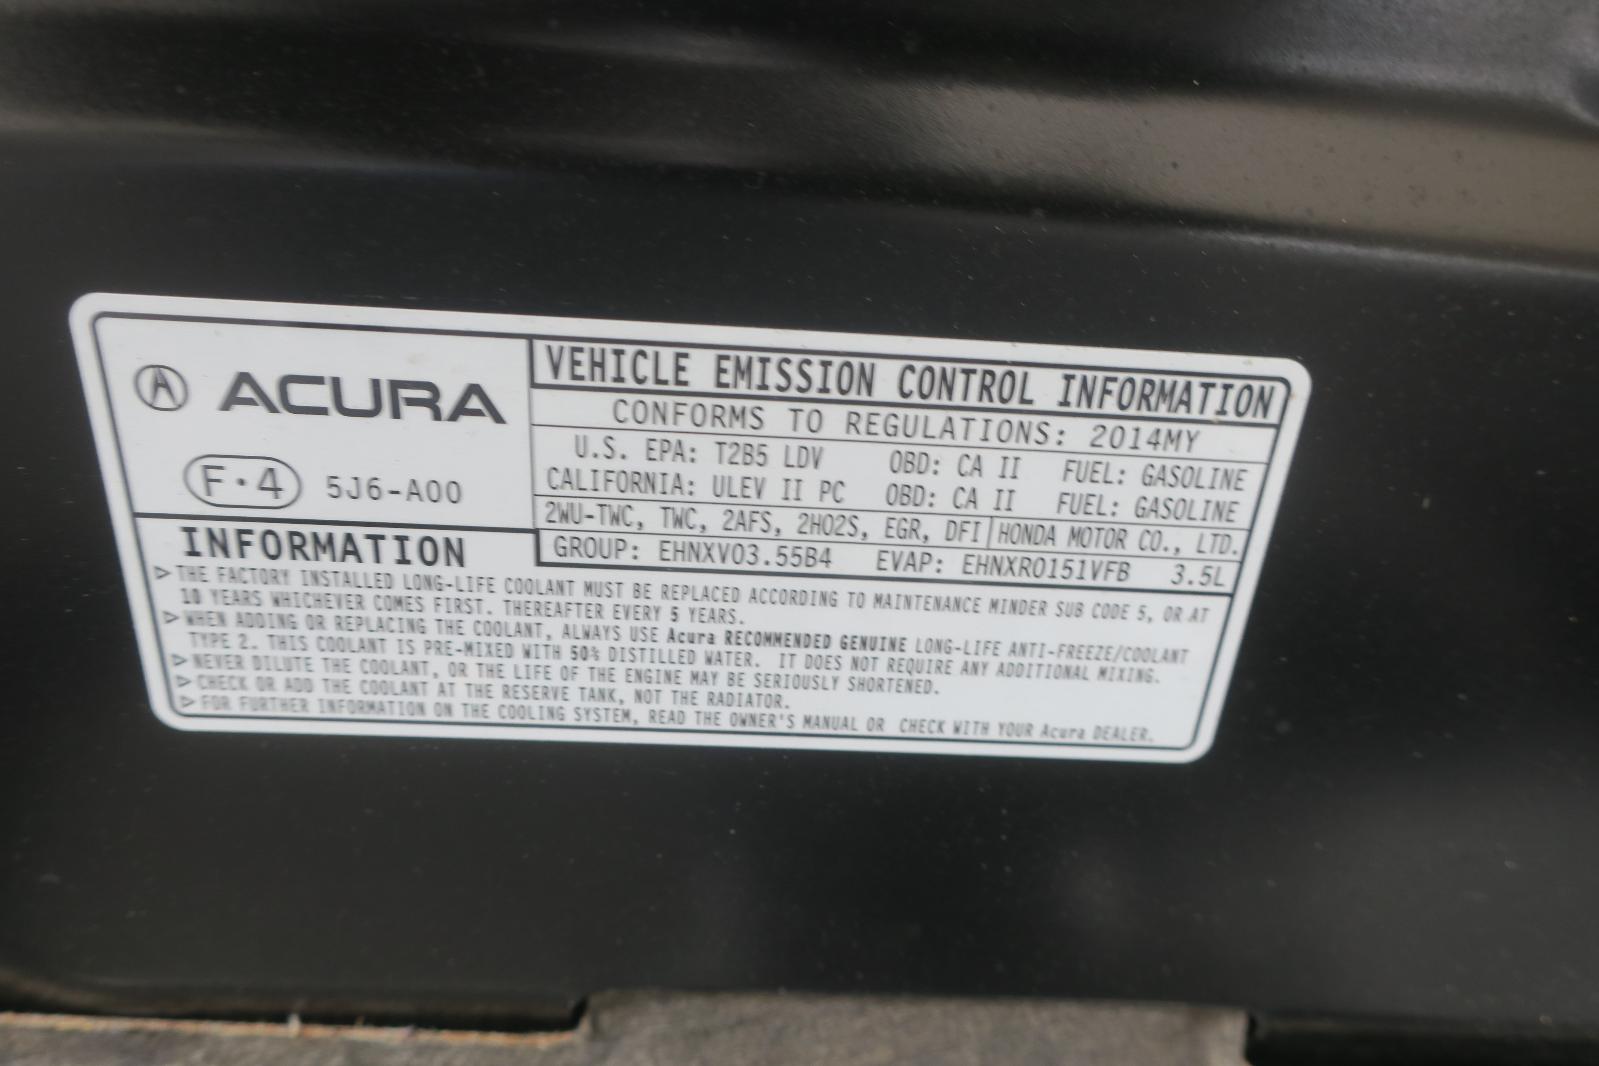 ACURA
F·4 5J6-A00
VEHICLE EMISSION CONTROL INFORMATION
CONFORMS TO REGULATIONS: 2014MY
U.S. EPA: T2B5 LDV OBD: CA II FUEL: GASOLINE
CALIFORNIA: ULEV II PC OBD: CA II FUEL: GASOLINE
2WU-TWC, TWC, 2AFS, 2HO2S, EGR, DFI HONDA MOTOR CO., LTD.
GROUP: EHNXV03.55B4 EVAP: EHNXR0151VFB 3.5L
INFORMATION
▷ THE FACTORY INSTALLED LONG-LIFE COOLANT MUST BE REPLACED ACCORDING TO MAINTENANCE MINDER SUB CODE 5, OR AT
10 YEARS WHICHEVER COMES FIRST. THEREAFTER EVERY 5 YEARS.
▷ WHEN ADDING OR REPLACING THE COOLANT, ALWAYS USE Acura RECOMMENDED GENUINE LONG-LIFE ANTI-FREEZE/COOLANT
TYPE 2. THIS COOLANT IS PRE-MIXED WITH 50% DISTILLED WATER. IT DOES NOT REQUIRE ANY ADDITIONAL MIXING.
▷ NEVER DILUTE THE COOLANT, OR THE LIFE OF THE ENGINE MAY BE SERIOUSLY SHORTENED.
▷ CHECK OR ADD THE COOLANT AT THE RESERVE TANK, NOT THE RADIATOR.
▷ FOR FURTHER INFORMATION ON THE COOLING SYSTEM, READ THE OWNER'S MANUAL OR CHECK WITH YOUR Acura DEALER.